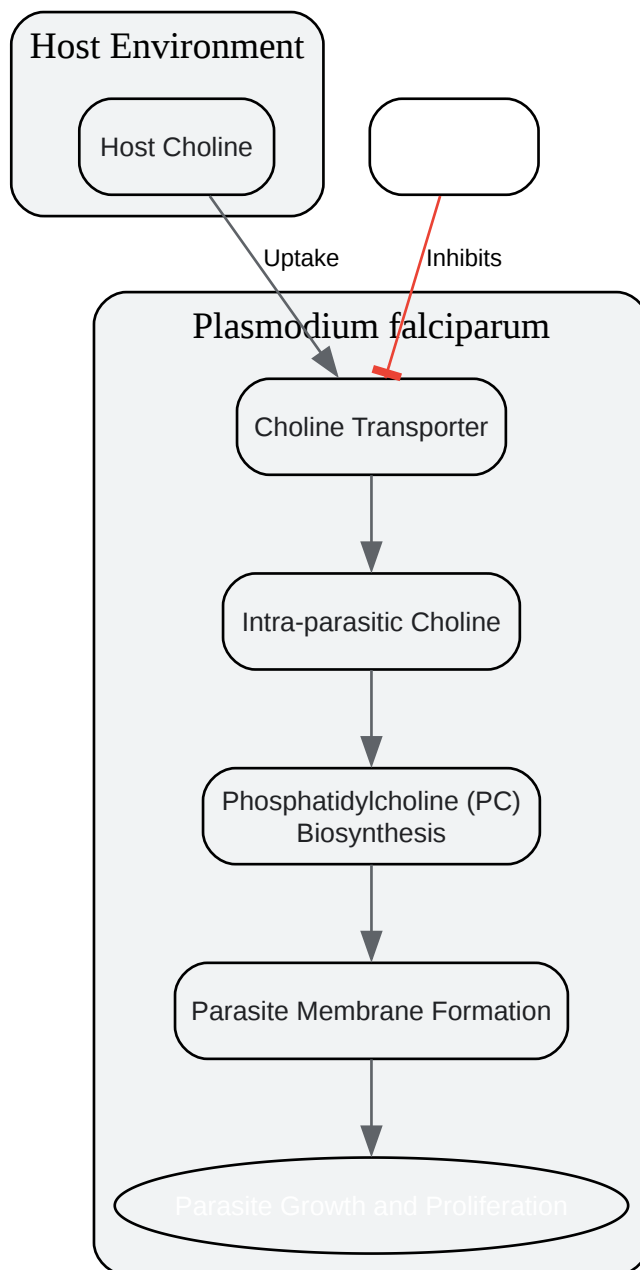 Host Environment
Host Choline
Uptake
Inhibits
Plasmodium falciparum
Choline Transporter
Intra-parasitic Choline
Phosphatidylcholine (PC)
Biosynthesis
Parasite Membrane Formation
Parasite Growth and Proliferation